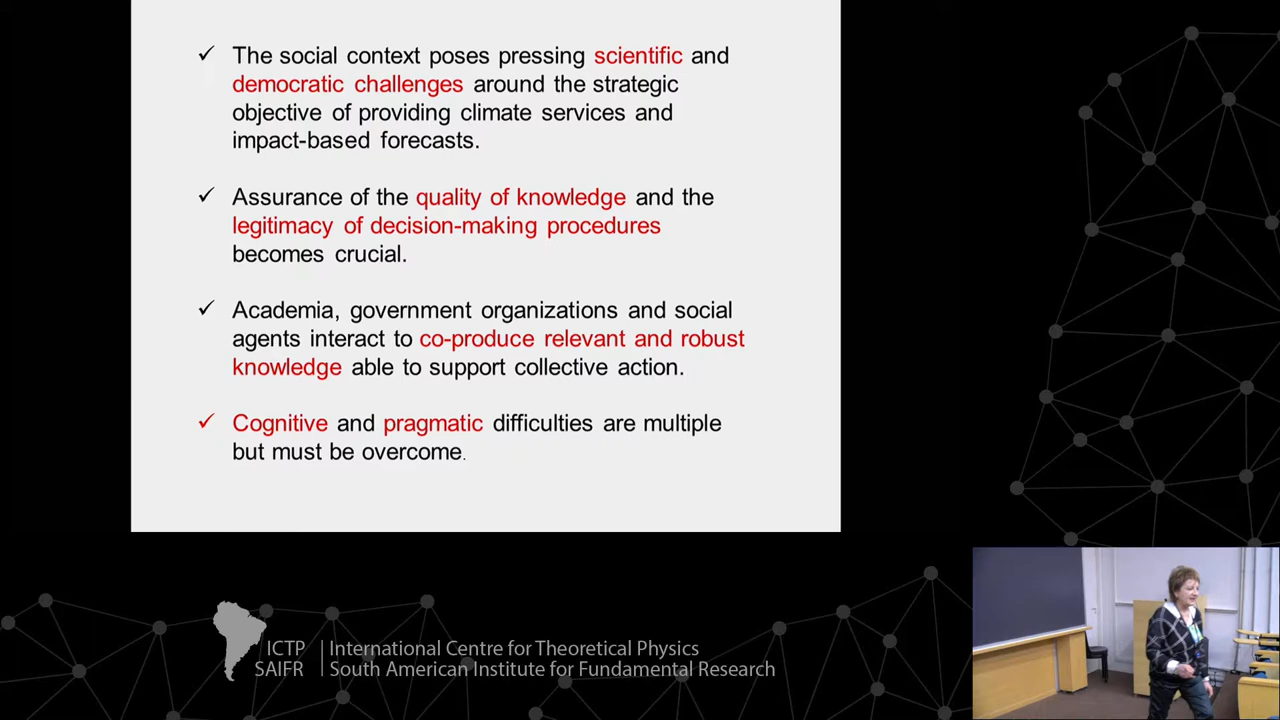 ✓ The social context poses pressing scientific and
democratic challenges around the strategic
objective of providing climate services and
impact-based forecasts.
✓ Assurance of the quality of knowledge and the
legitimacy of decision-making procedures
becomes crucial.
✓ Academia, government organizations and social
agents interact to co-produce relevant and robust
knowledge able to support collective action.
✓ Cognitive and pragmatic difficulties are multiple
but must be overcome.
ICTP
SAIFR
International Centre for Theoretical Physics
South American Institute for Fundamental Research